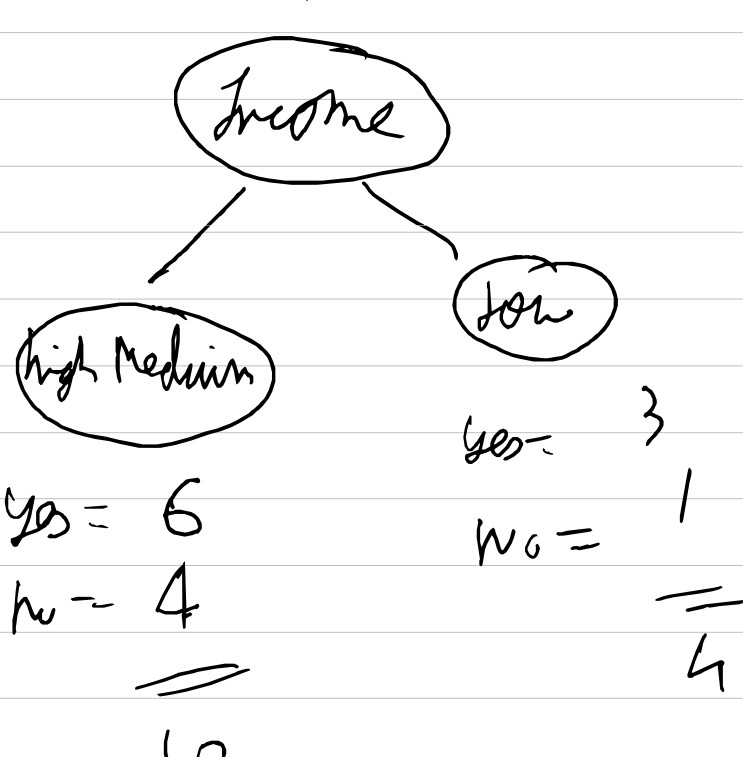 Income
high Medium
low
yes = 6
no = 4
10
yes = 3
no = 1
4